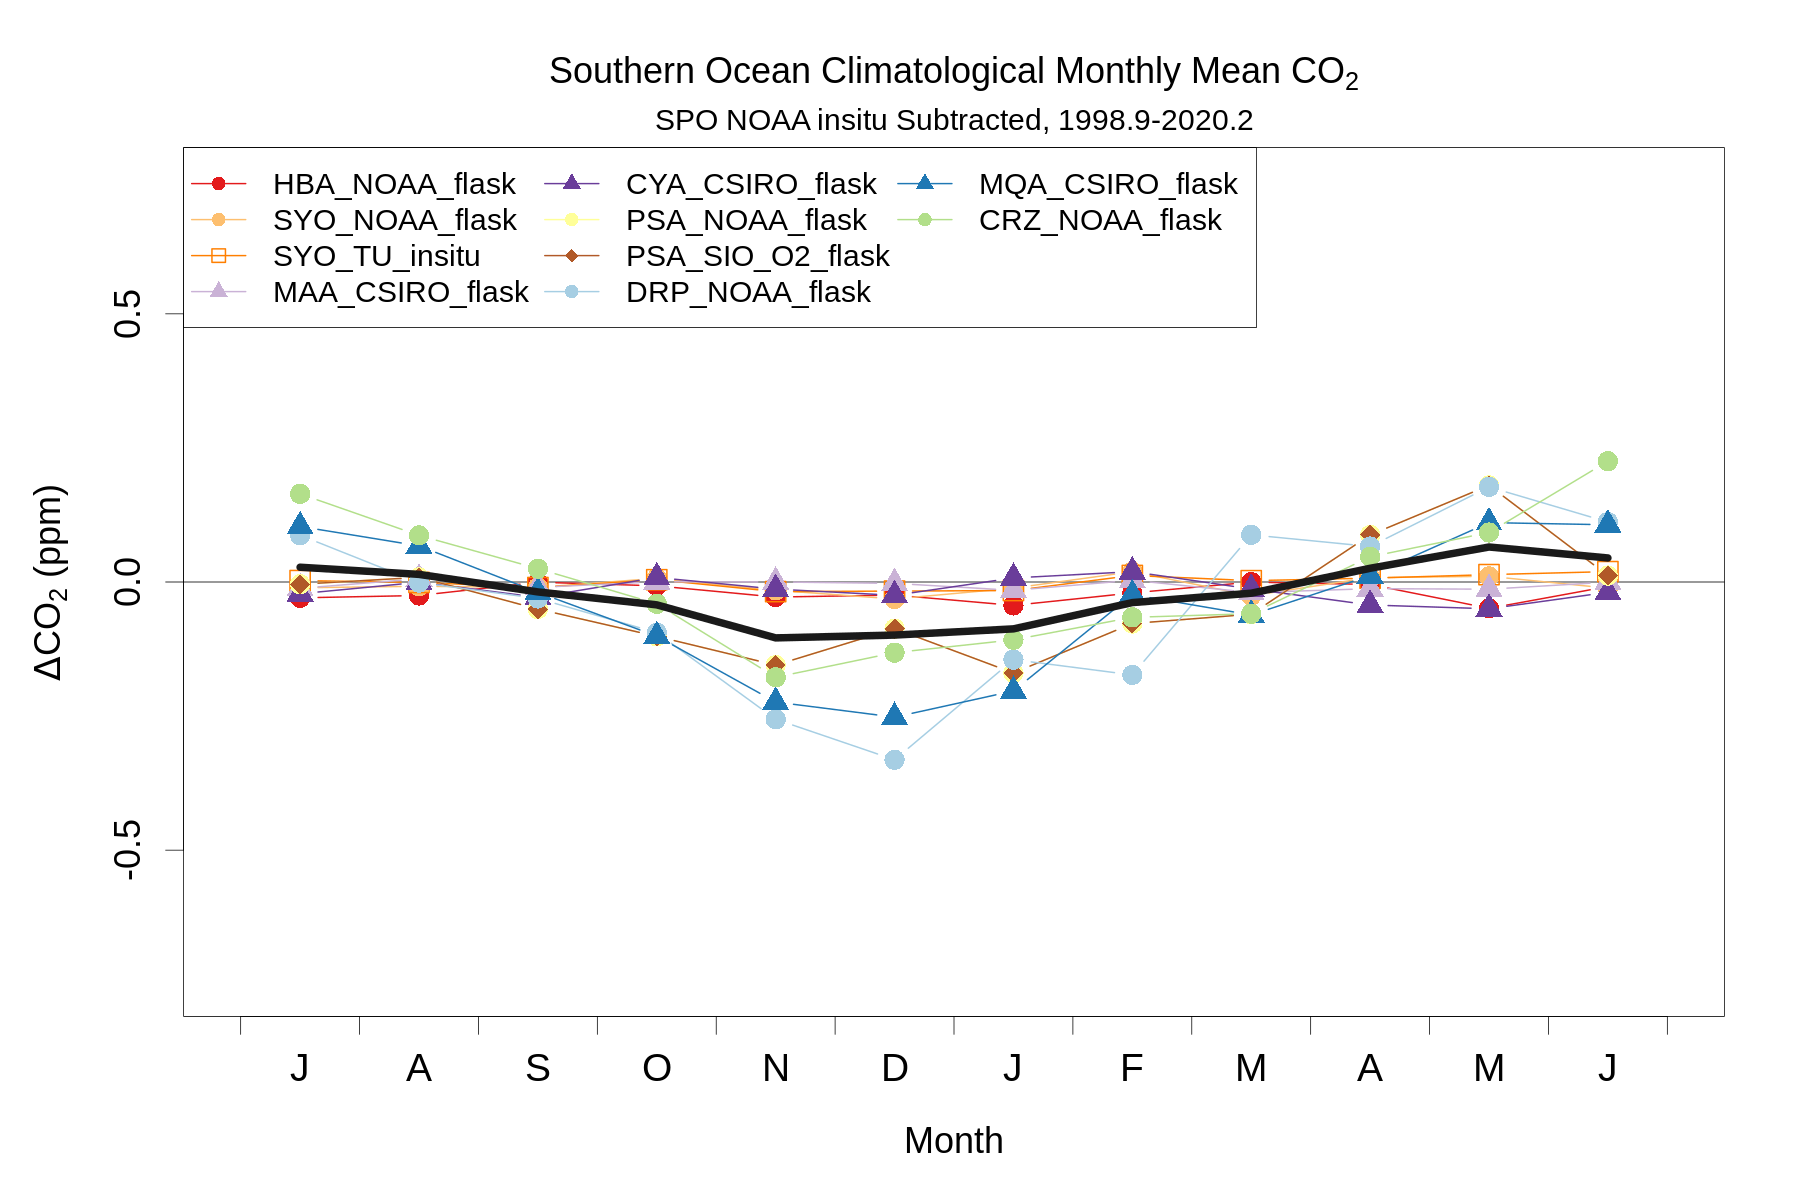 Southern Ocean Climatological Monthly Mean CO₂
SPO NOAA insitu Subtracted, 1998.9-2020.2
HBA_NOAA_flask CYA_CSIRO_flask MQA_CSIRO_flask
SYO_NOAA_flask PSA_NOAA_flask CRZ_NOAA_flask
SYO_TU_insitu PSA_SIO_O2_flask
MAA_CSIRO_flask DRP_NOAA_flask
0.5
0.0
-0.5
ΔCO₂ (ppm)
J A S O N D J F M A M J
Month